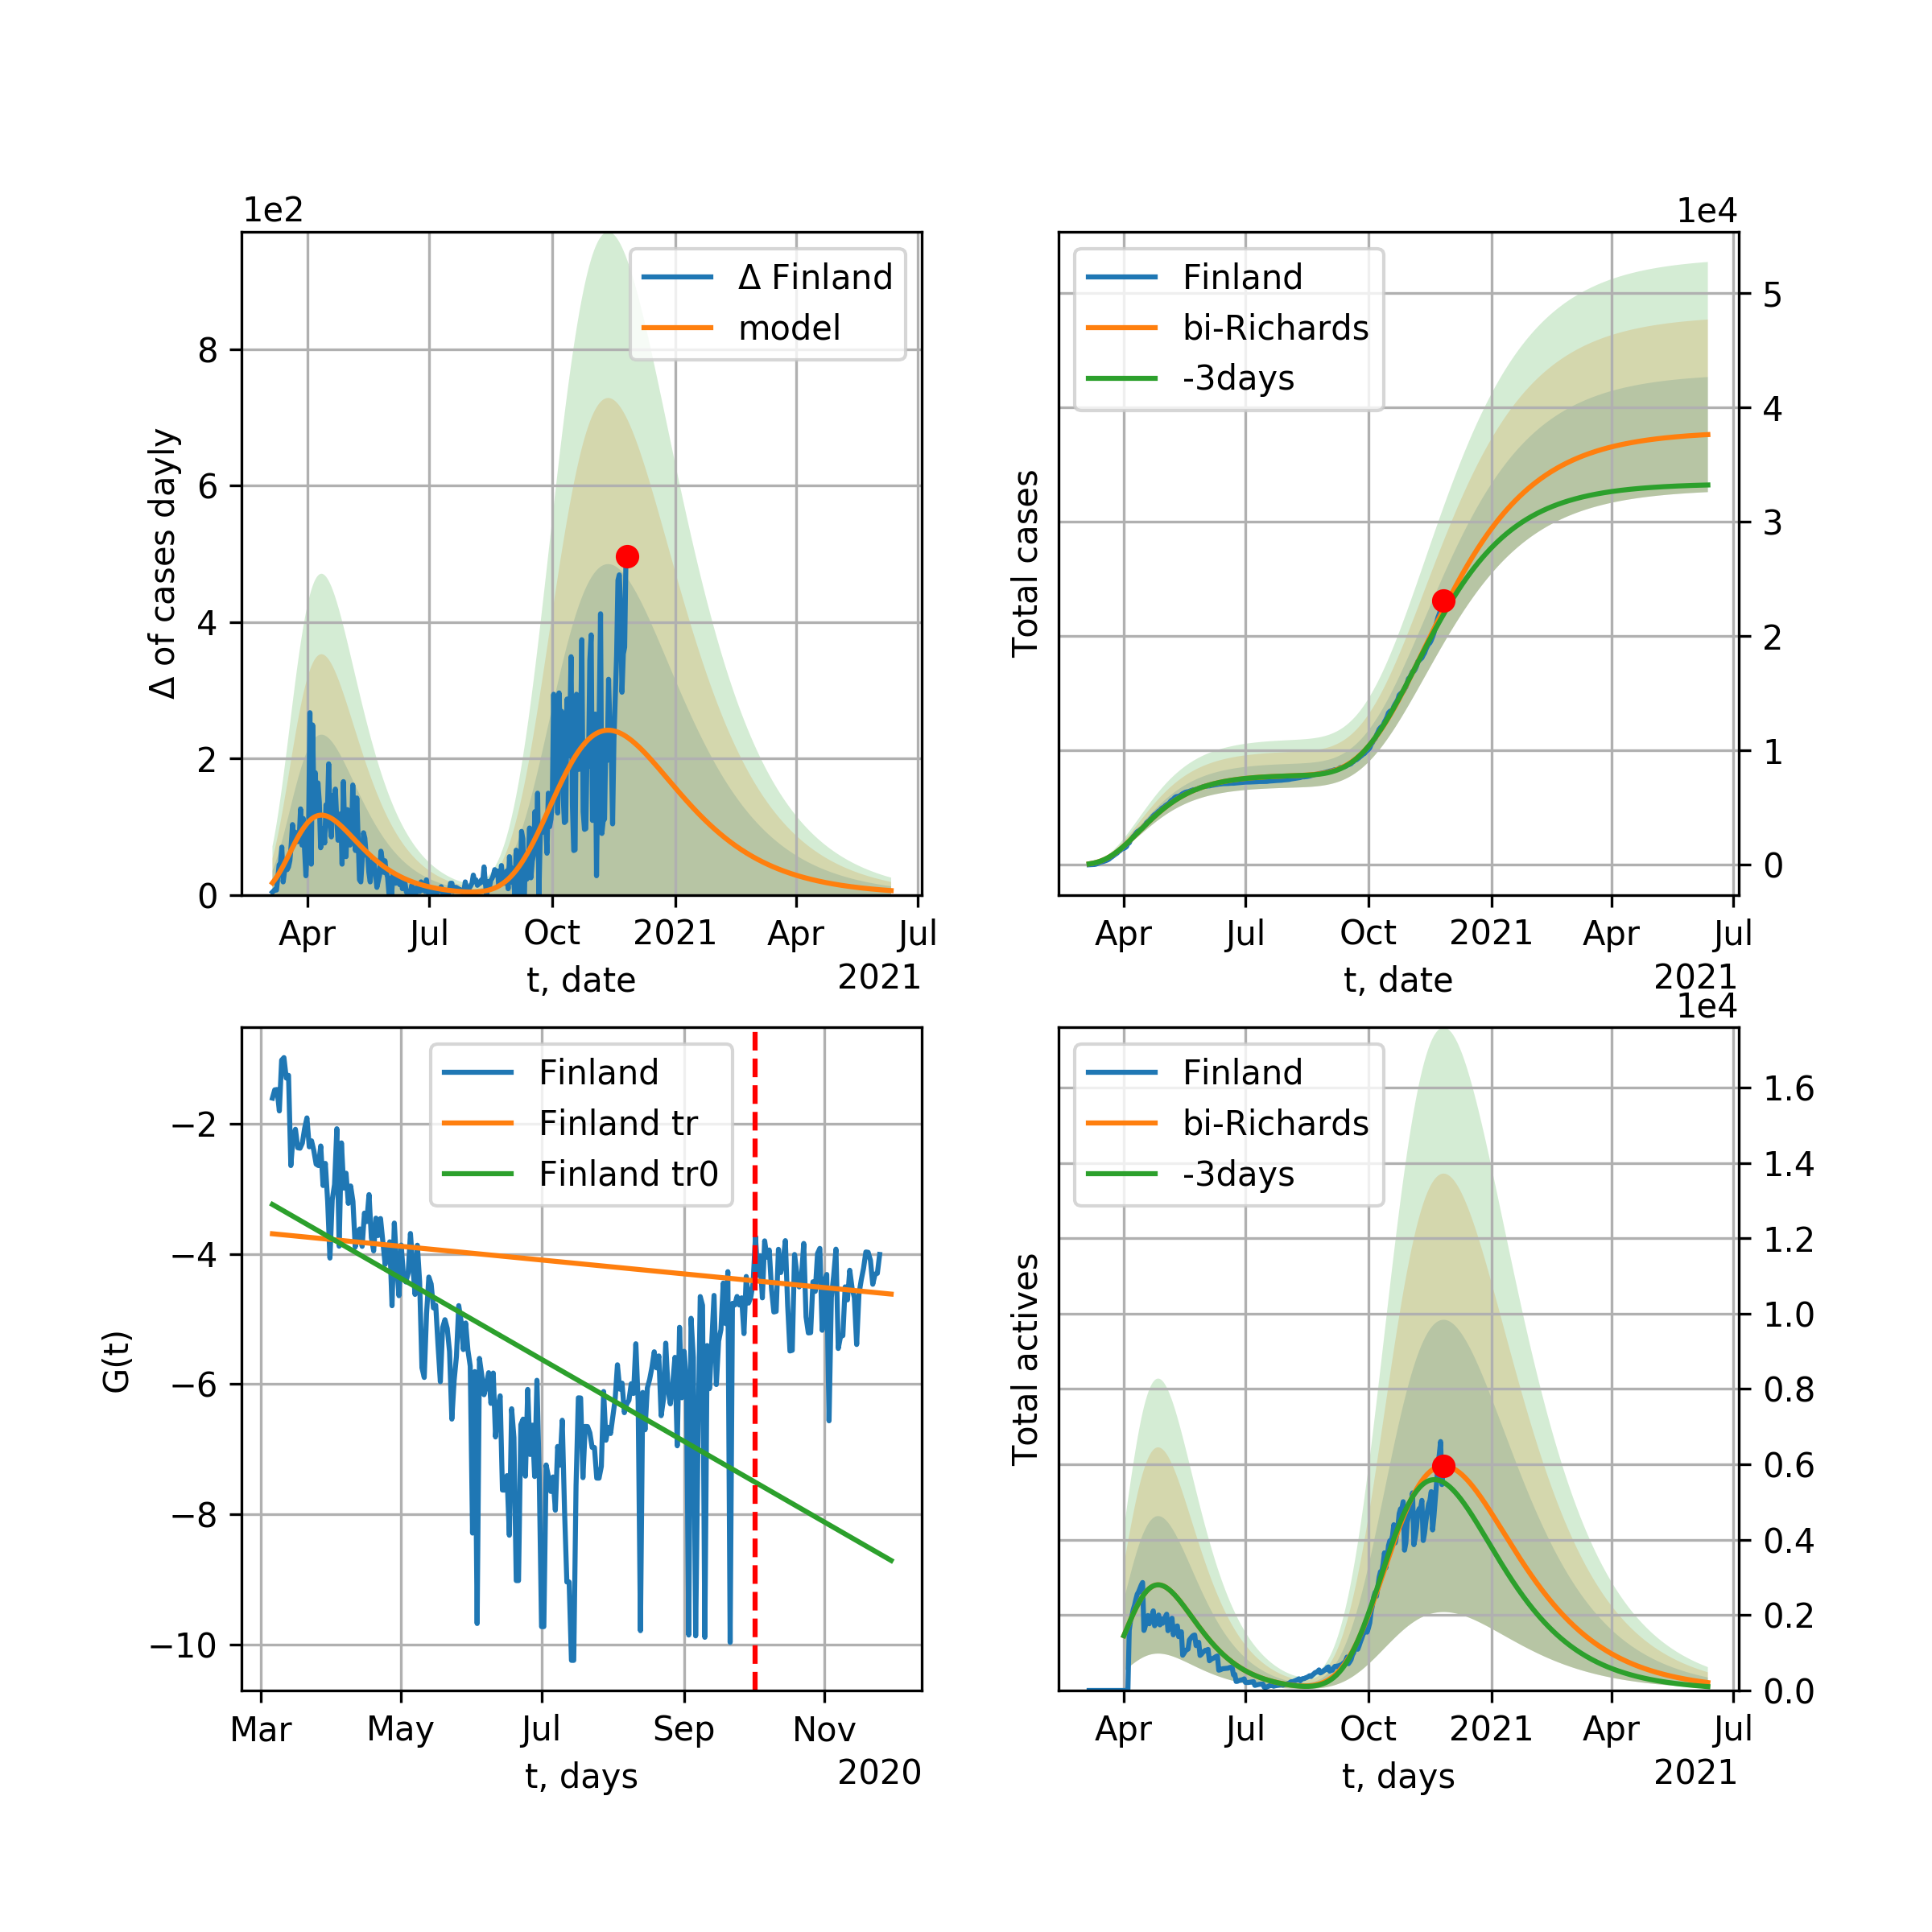 1e2
Δ Finland
model
8
6
4
2
0
Δ of cases dayly
Apr Jul Oct 2021 Apr Jul
t, date
2021
1e4
Finland
bi-Richards
-3days
5
4
3
2
1
0
Total cases
Apr Jul Oct 2021 Apr Jul
t, date
2021
Finland
Finland tr
Finland tr0
−2
−4
−6
−8
−10
G(t)
Mar May Jul Sep Nov
t, days
2020
1e4
Finland
bi-Richards
-3days
1.6
1.4
1.2
1.0
0.8
0.6
0.4
0.2
0.0
Total actives
Apr Jul Oct 2021 Apr Jul
t, days
2021